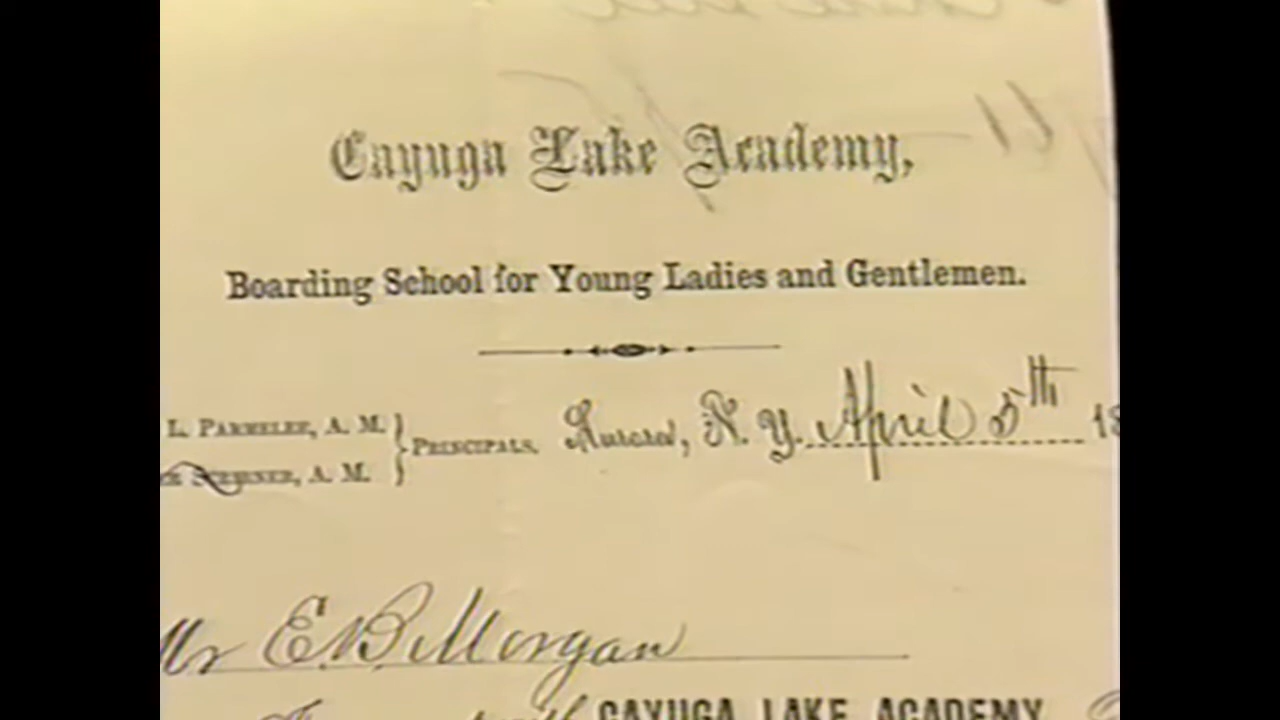 Cayuga Lake Academy,
Boarding School for Young Ladies and Gentlemen.
L. Parmelee, A. M.
A. M.
Principals.
Aurora, N. Y. April 5th 18
Mr E. B. Morgan
CAYUGA LAKE ACADEMY